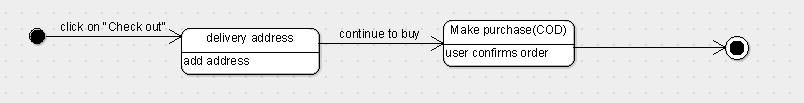 click on "Check out"
delivery address
add address
continue to buy
Make purchase(COD)
user confirms order